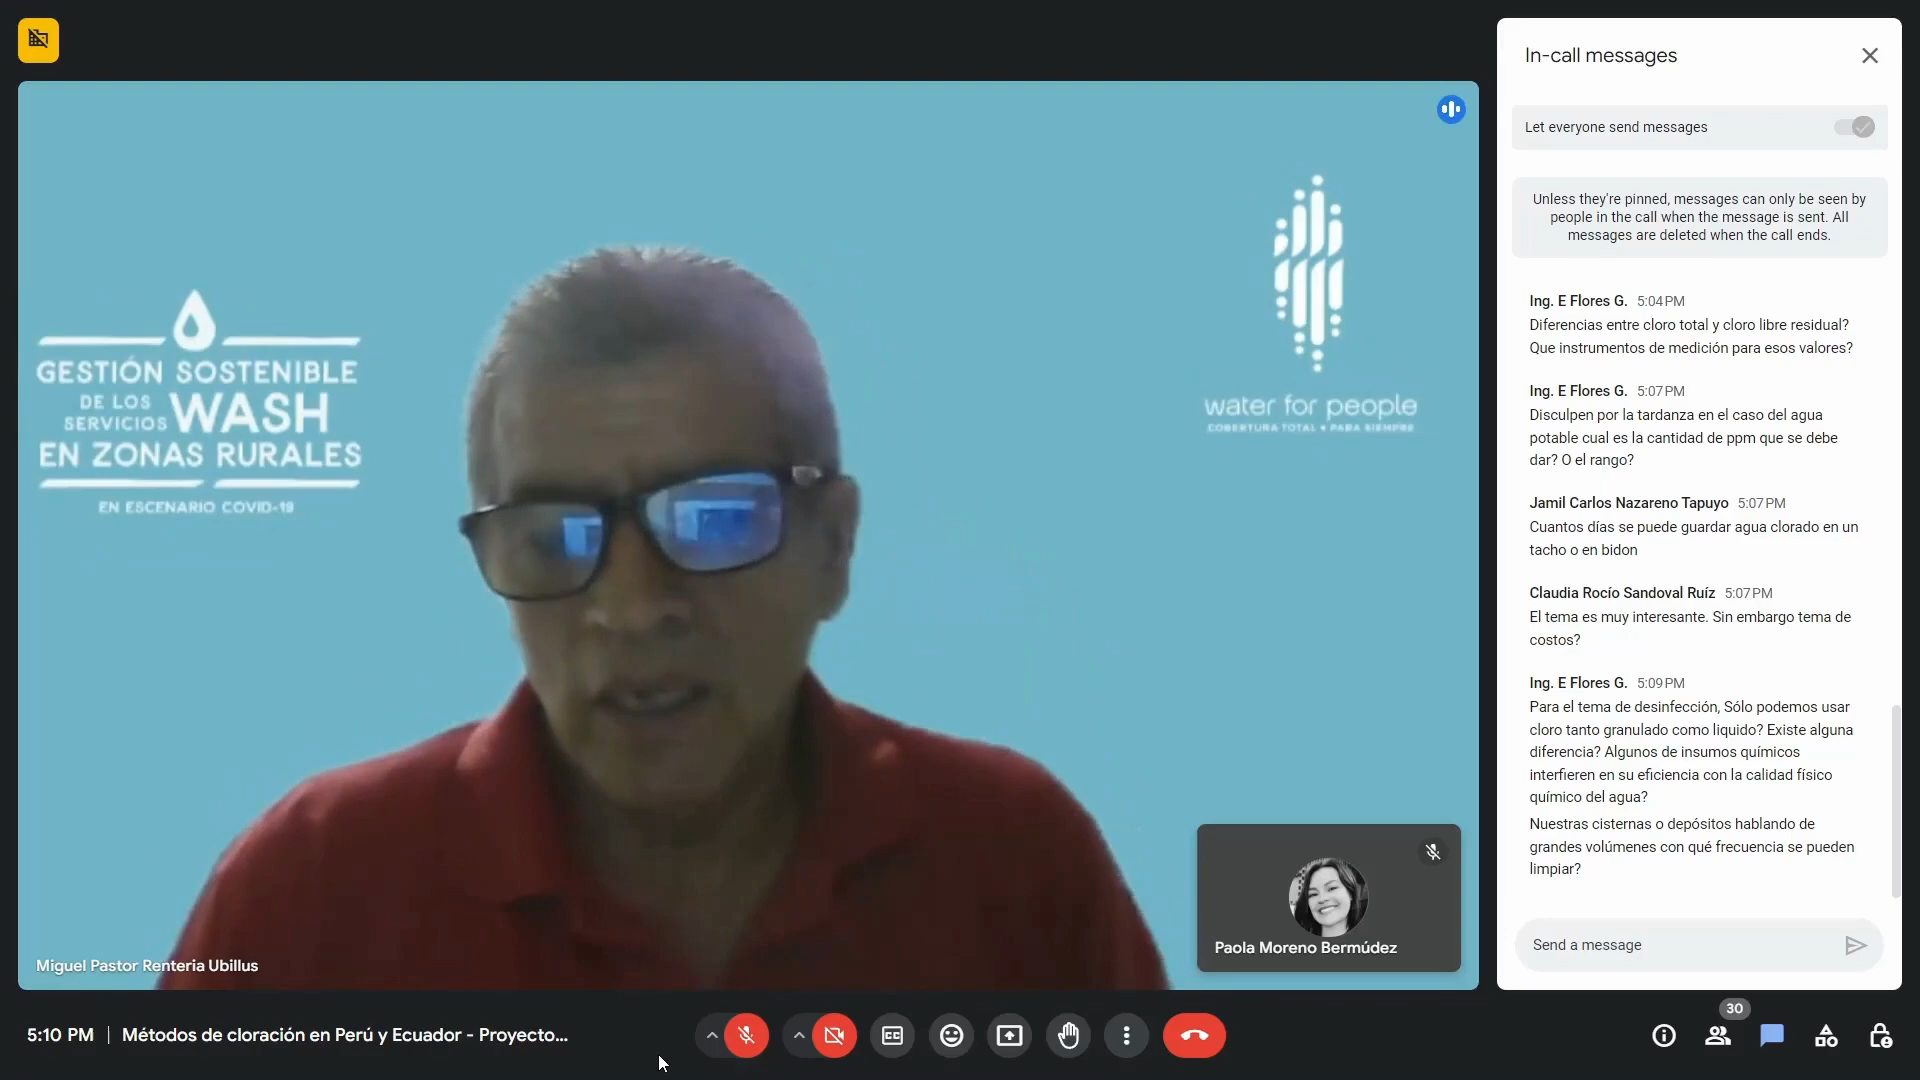 In-call messages
Let everyone send messages
Unless they're pinned, messages can only be seen by
people in the call when the message is sent. All
messages are deleted when the call ends.
Ing. E Flores G. 5:04 PM
Diferencias entre cloro total y cloro libre residual?
Que instrumentos de medición para esos valores?
Ing. E Flores G. 5:07 PM
Disculpen por la tardanza en el caso del agua
potable cual es la cantidad de ppm que se debe
dar? O el rango?
Jamil Carlos Nazareno Tapuyo 5:07 PM
Cuantos días se puede guardar agua clorado en un
tacho o en bidon
Claudia Rocío Sandoval Ruíz 5:07 PM
El tema es muy interesante. Sin embargo tema de
costos?
Ing. E Flores G. 5:09 PM
Para el tema de desinfección, Sólo podemos usar
cloro tanto granulado como liquido? Existe alguna
diferencia? Algunos de insumos químicos
interfieren en su eficiencia con la calidad físico
químico del agua?
Nuestras cisternas o depósitos hablando de
grandes volúmenes con qué frecuencia se pueden
limpiar?
Send a message
GESTIÓN SOSTENIBLE
DE LOS
SERVICIOS WASH
EN ZONAS RURALES
EN ESCENARIO COVID-19
water for people
COBERTURA TOTAL • PARA SIEMPRE
Miguel Pastor Renteria Ubillus
Paola Moreno Bermúdez
5:10 PM | Métodos de cloración en Perú y Ecuador - Proyecto...
30